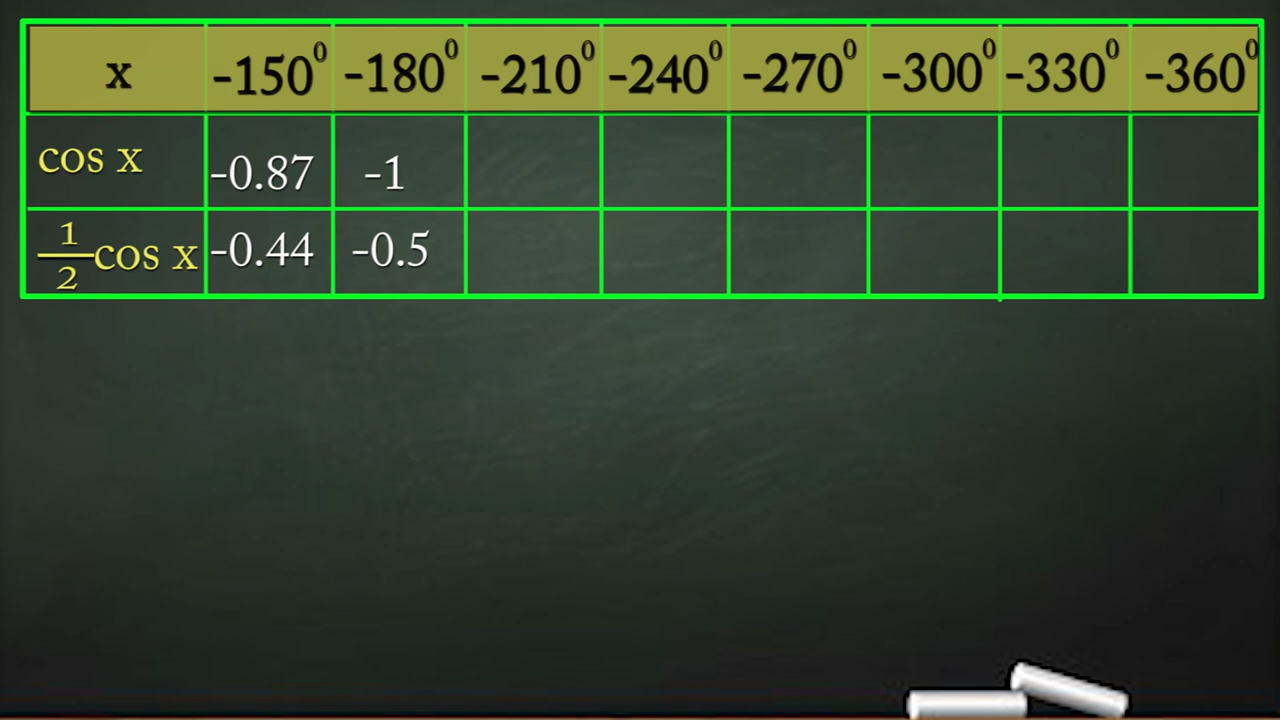 x -150⁰ -180⁰ -210⁰ -240⁰ -270⁰ -300⁰ -330⁰ -360⁰
cos x -0.87 -1
1/2 cos x -0.44 -0.5